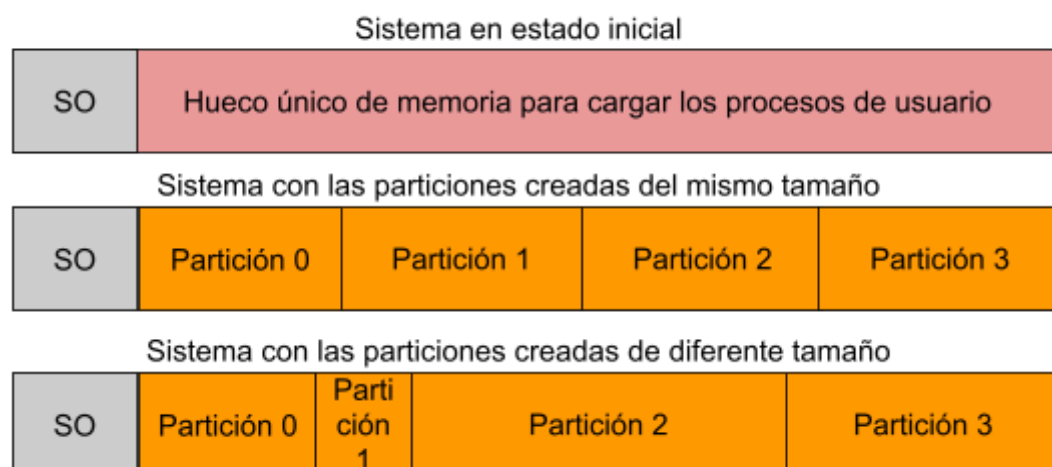 Sistema en estado inicial
SO Hueco único de memoria para cargar los procesos de usuario
Sistema con las particiones creadas del mismo tamaño
SO Partición 0 Partición 1 Partición 2 Partición 3
Sistema con las particiones creadas de diferente tamaño
Parti
SO Partición 0 ción Partición 2 Partición 3
1